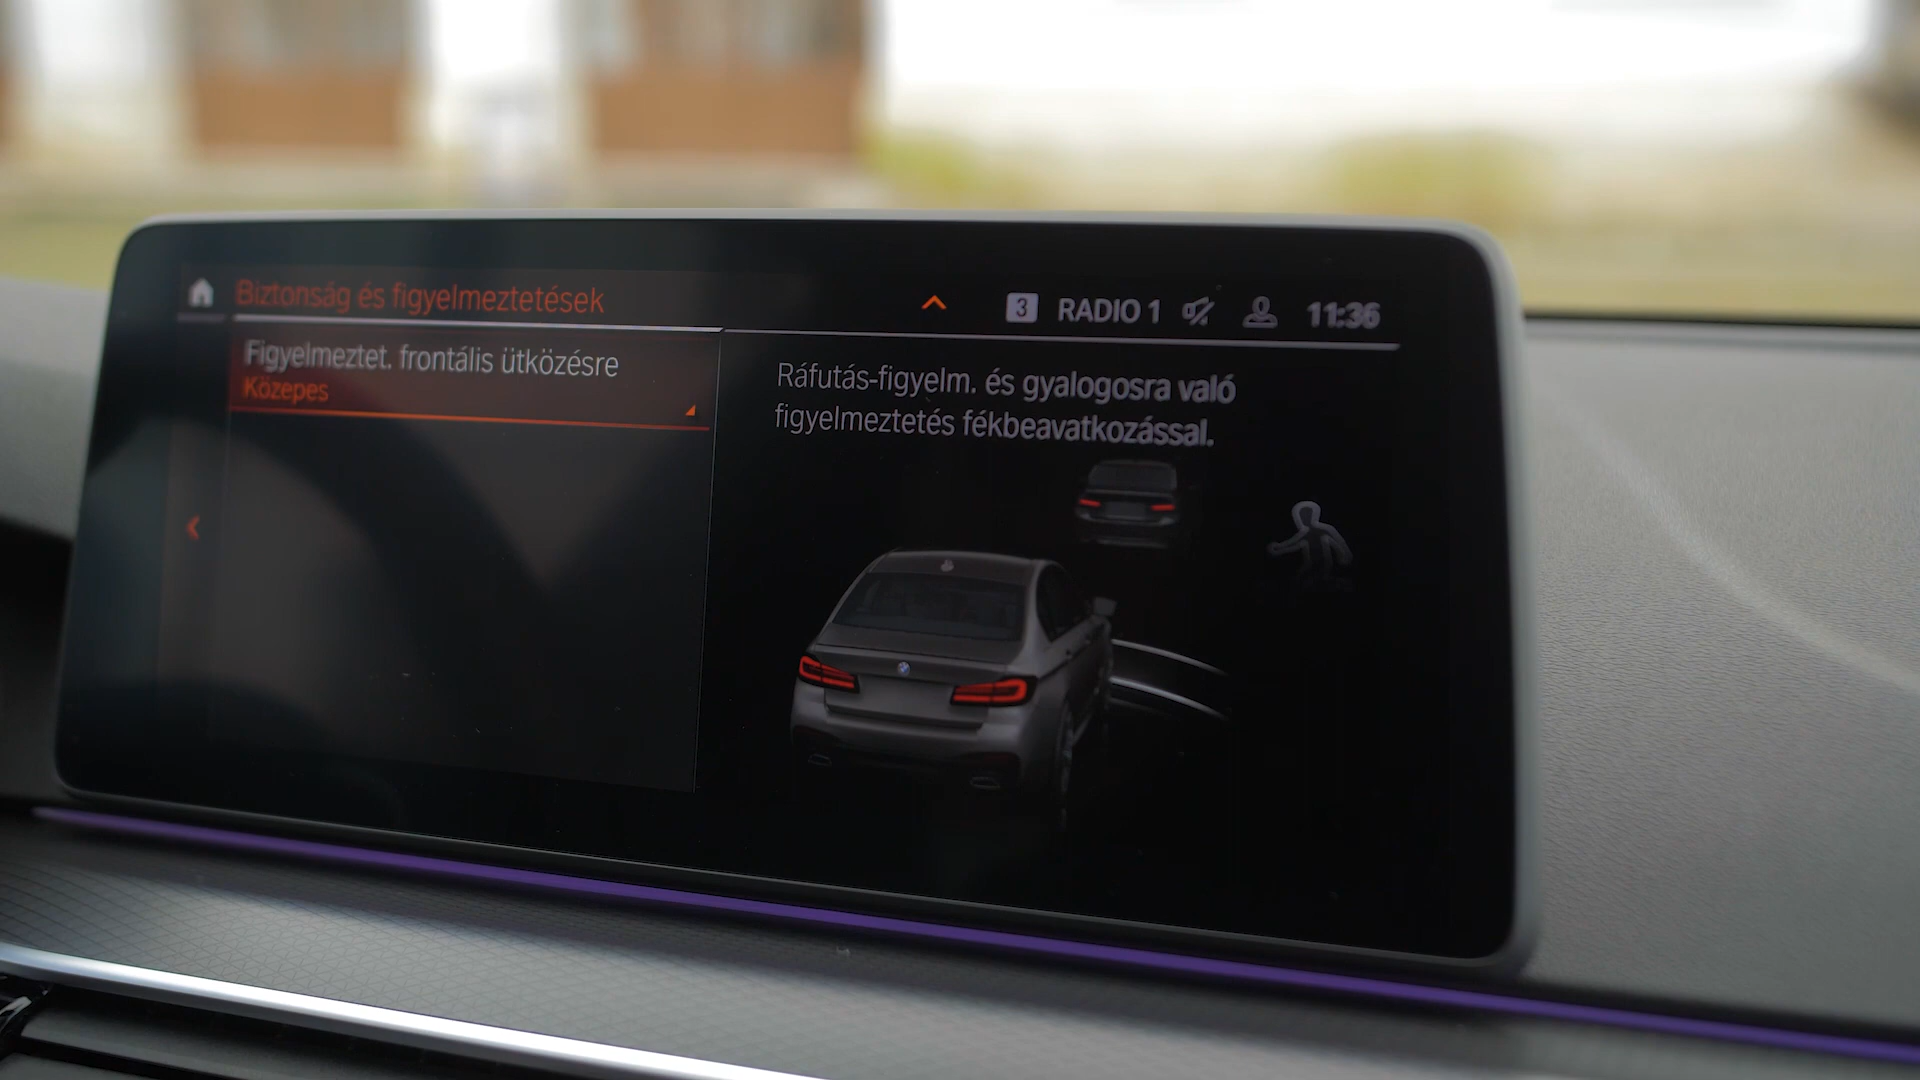 Biztonság és figyelmeztetések
3 RADIO 1 11:36
Figyelmeztet. frontális ütközésre
Közepes
Ráfutás-figyelm. és gyalogosra való
figyelmeztetés fékbeavatkozással.